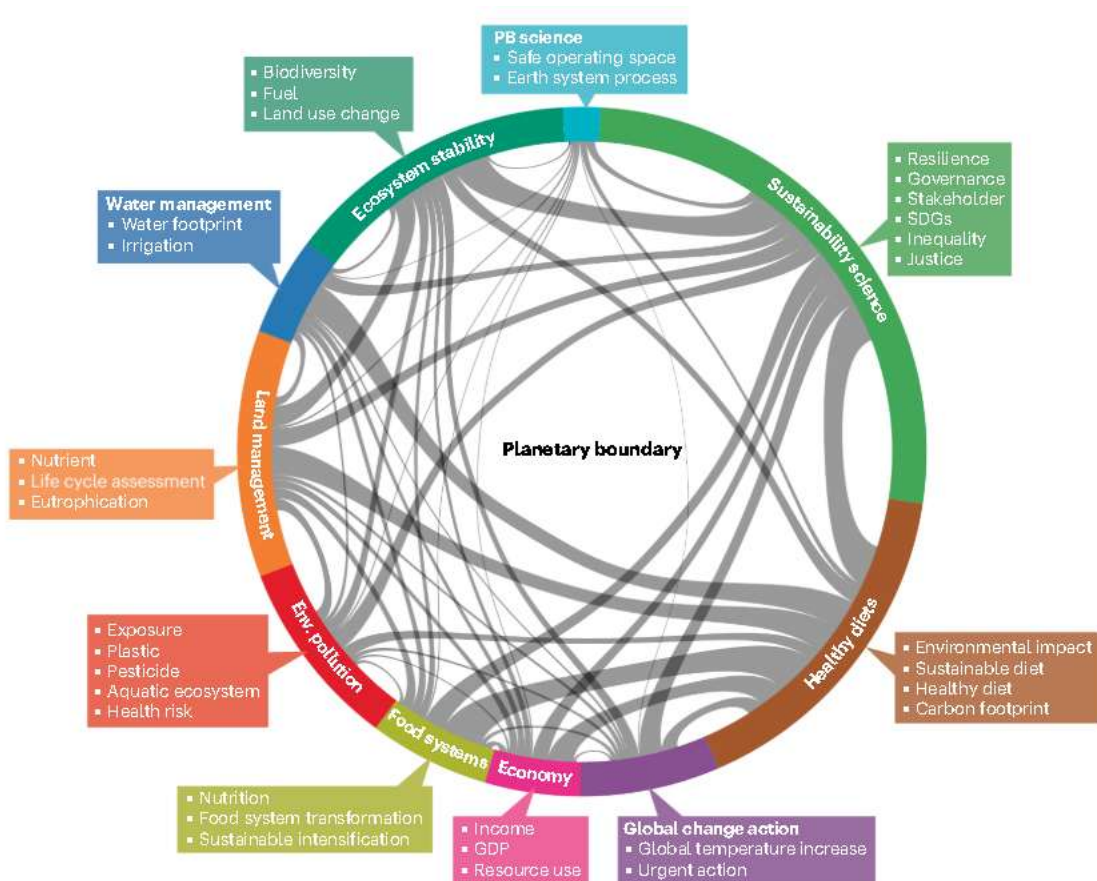 PB science
▪ Safe operating space
▪ Earth system process
▪ Biodiversity
▪ Fuel
▪ Land use change
Ecosystem stability
Sustainability science
▪ Resilience
▪ Governance
▪ Stakeholder
▪ SDGs
▪ Inequality
▪ Justice
Water management
▪ Water footprint
▪ Irrigation
Land management
Planetary boundary
▪ Nutrient
▪ Life cycle assessment
▪ Eutrophication
Env. pollution
Healthy diets
▪ Exposure
▪ Plastic
▪ Pesticide
▪ Aquatic ecosystem
▪ Health risk
▪ Environmental impact
▪ Sustainable diet
▪ Healthy diet
▪ Carbon footprint
Food systems
Economy
▪ Nutrition
▪ Food system transformation
▪ Sustainable intensification
▪ Income
▪ GDP
▪ Resource use
Global change action
▪ Global temperature increase
▪ Urgent action